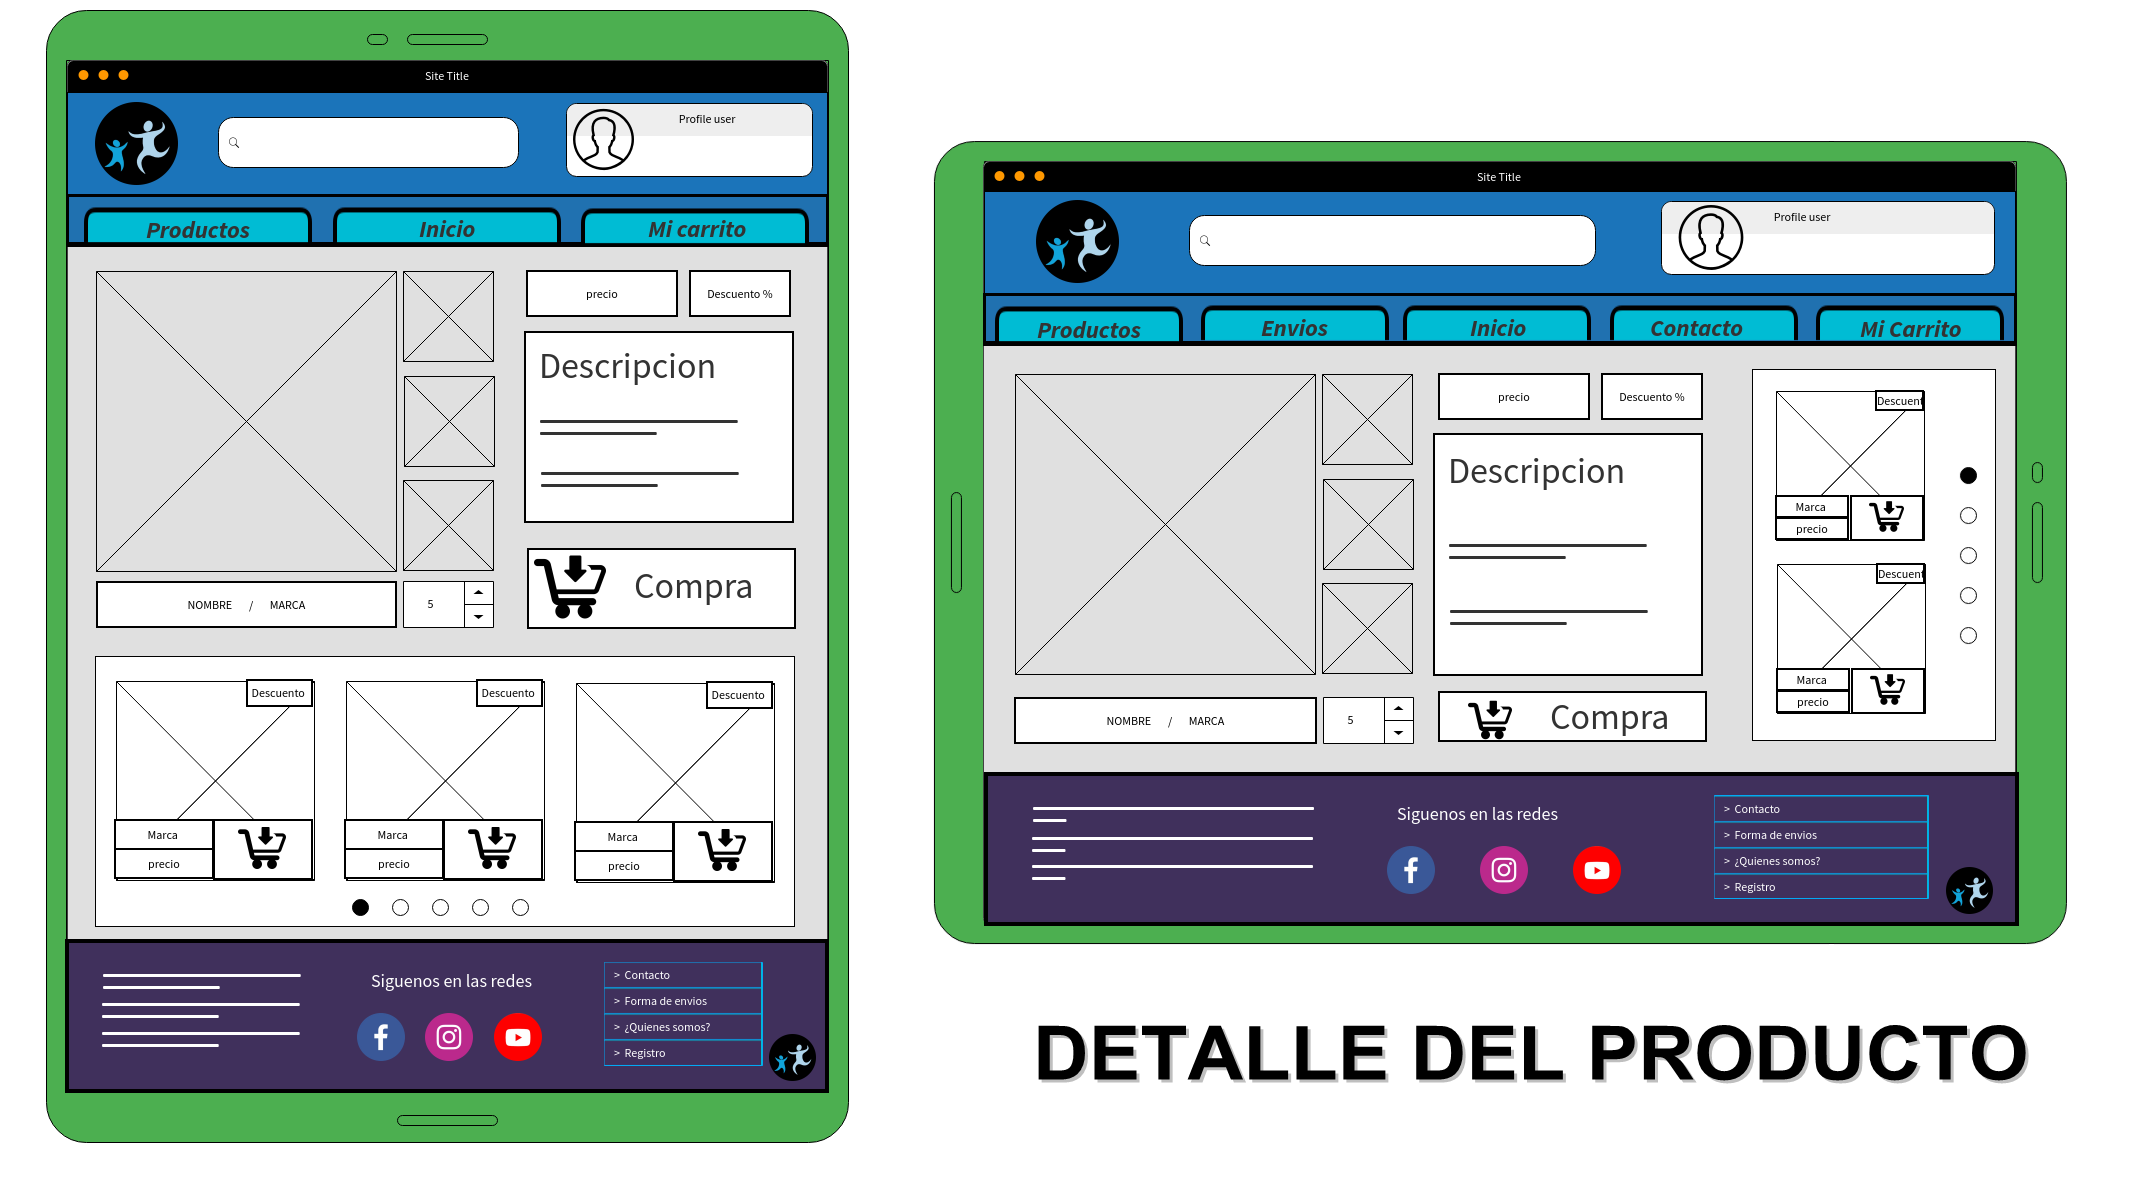 Site Title
Profile user
Productos
Inicio
Mi carrito
precio
Descuento %
Descripcion
Compra
NOMBRE / MARCA
5
Descuento
Descuento
Descuento
Marca
precio
Marca
precio
Marca
precio
Siguenos en las redes
> Contacto
> Forma de envios
> ¿Quienes somos?
> Registro
Site Title
Profile user
Productos
Envios
Inicio
Contacto
Mi Carrito
precio
Descuento %
Descripcion
NOMBRE / MARCA
5
Compra
Descuent
Marca
precio
Descuent
Marca
precio
Siguenos en las redes
> Contacto
> Forma de envios
> ¿Quienes somos?
> Registro
DETALLE DEL PRODUCTO